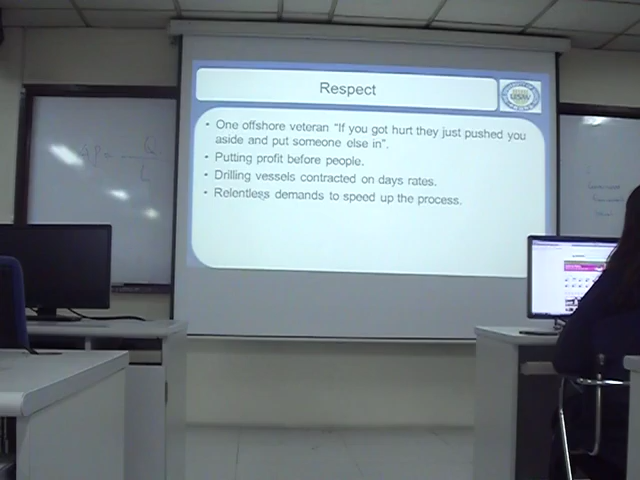 Respect
• One offshore veteran "If you got hurt they just pushed you
aside and put someone else in".
• Putting profit before people.
• Drilling vessels contracted on days rates.
• Relentless demands to speed up the process.
Q
L